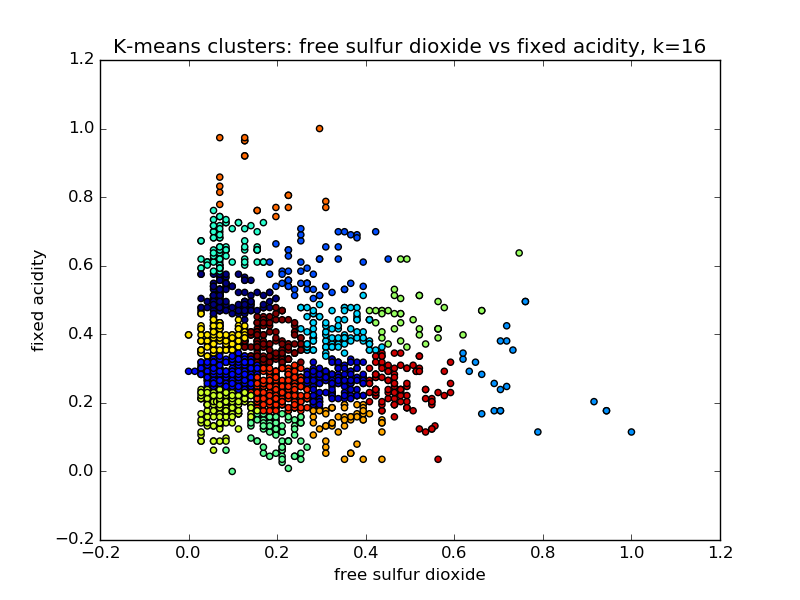 K-means clusters: free sulfur dioxide vs fixed acidity, k=16
1.2
1.0
0.8
0.6
0.4
0.2
0.0
−0.2
fixed acidity
−0.2 0.0 0.2 0.4 0.6 0.8 1.0 1.2
free sulfur dioxide